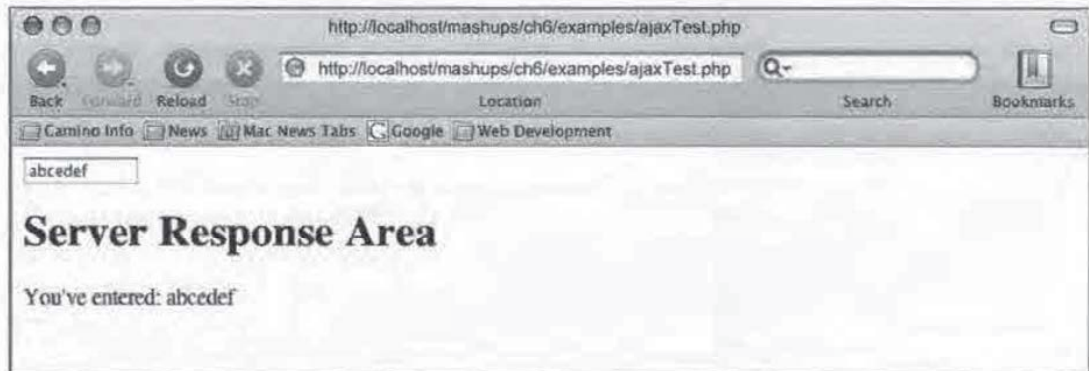 http://localhost/mashups/ch6/examples/ajaxTest.php
http://localhost/mashups/ch6/examples/ajaxTest.php
Back Forward Reload Stop Location Search Bookmarks
Camino Info News Mac News Tabs Google Web Development
abcedef
Server Response Area
You've entered: abcedef